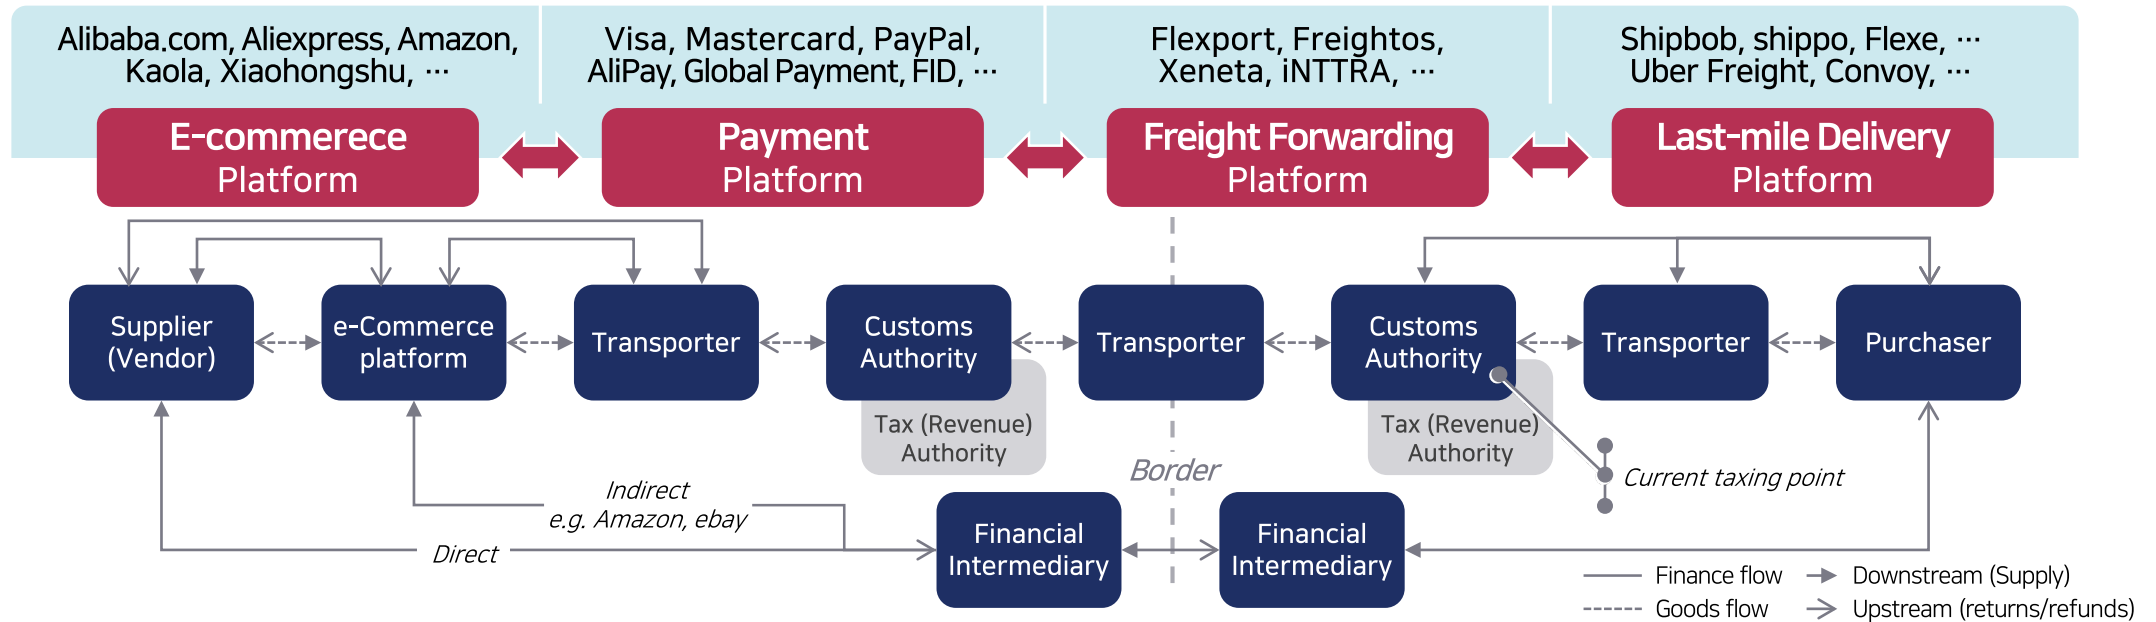 Alibaba.com, Aliexpress, Amazon,
Kaola, Xiaohongshu, ···
Visa, Mastercard, PayPal,
AliPay, Global Payment, FID, ···
Flexport, Freightos,
Xeneta, iNTTRA, ···
Shipbob, shippo, Flexe, ···
Uber Freight, Convoy, ···
E-commerece
Platform
Payment
Platform
Freight Forwarding
Platform
Last-mile Delivery
Platform
Supplier
(Vendor)
e-Commerce
platform
Transporter
Customs
Authority
Transporter
Customs
Authority
Transporter
Purchaser
Tax (Revenue)
Authority
Tax (Revenue)
Authority
Border
Current taxing point
Indirect
e.g. Amazon, ebay
Direct
Financial
Intermediary
Financial
Intermediary
Finance flow
Downstream (Supply)
Goods flow
Upstream (returns/refunds)